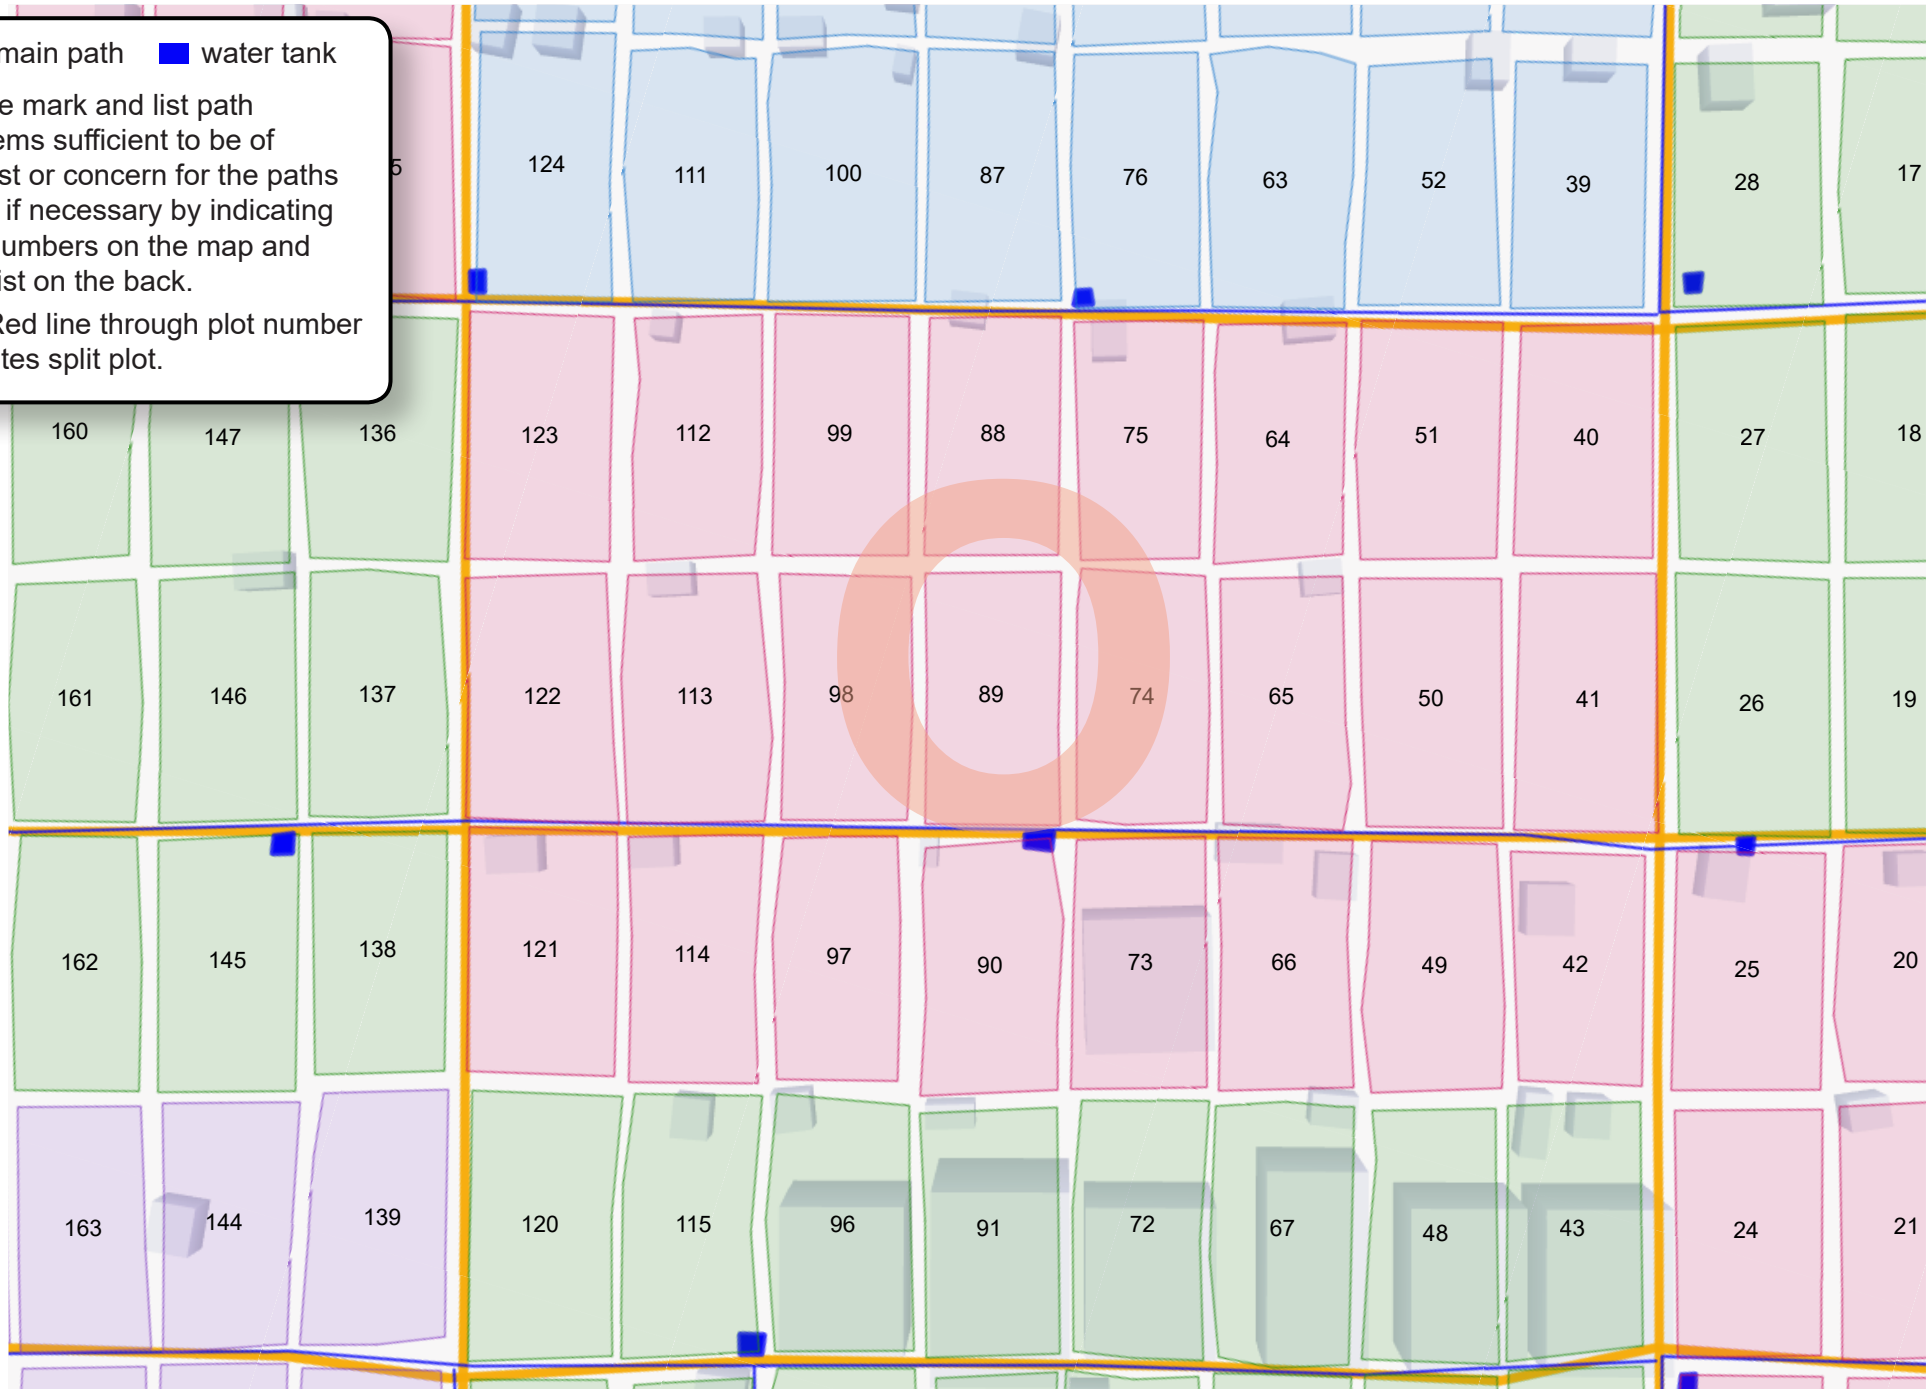 main path water tank
e mark and list path
ems sufficient to be of
st or concern for the paths
if necessary by indicating
umbers on the map and
ist on the back.
Red line through plot number
tes split plot.
5 124 111 100 87 76 63 52 39 28 17
160 147 136 123 112 99 88 75 64 51 40 27 18
161 146 137 122 113 98 89 74 65 50 41 26 19
162 145 138 121 114 97 90 73 66 49 42 25 20
163 144 139 120 115 96 91 72 67 48 43 24 21
O